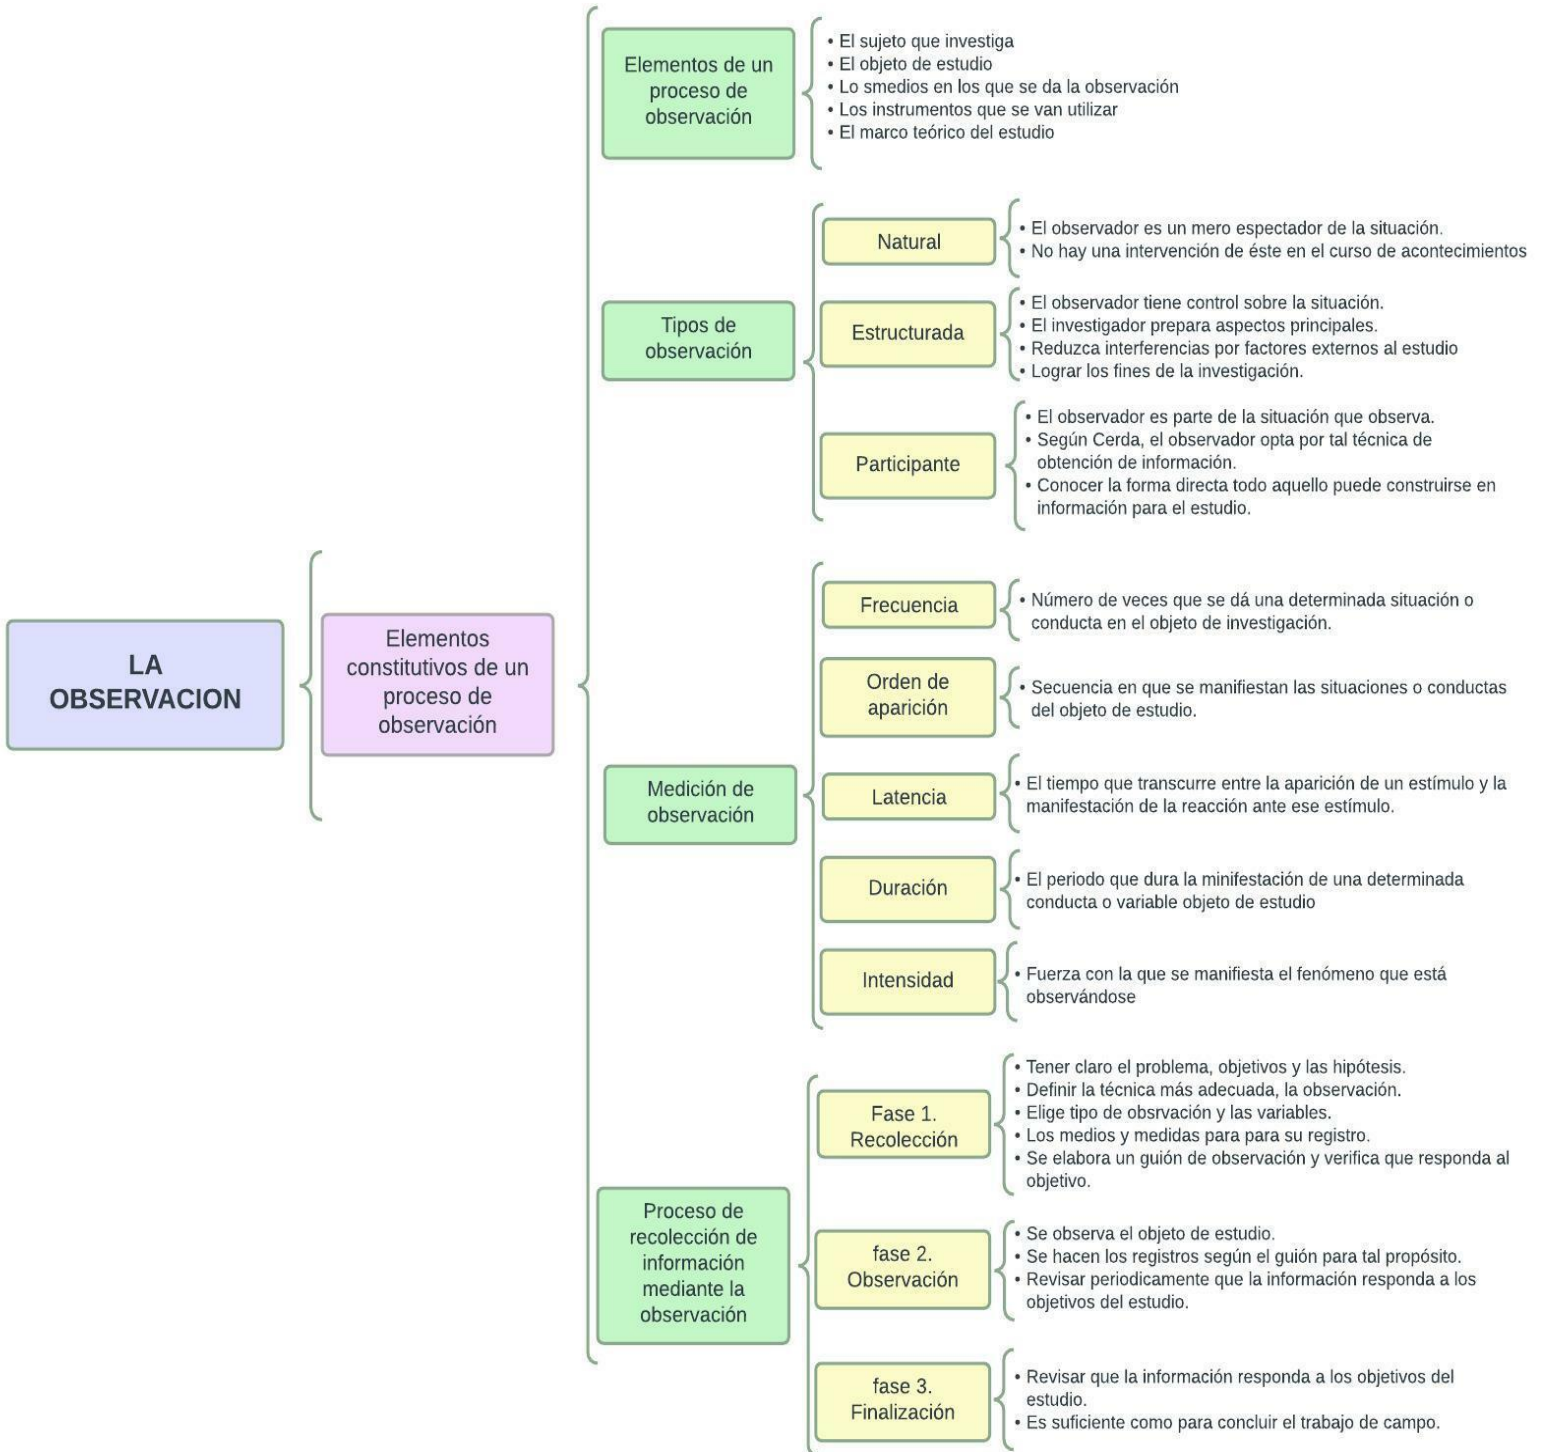 LA
OBSERVACION
Elementos
constitutivos de un
proceso de
observación
Elementos de un
proceso de
observación
• El sujeto que investiga
• El objeto de estudio
• Lo smedios en los que se da la observación
• Los instrumentos que se van utilizar
• El marco teórico del estudio
Tipos de
observación
Natural
• El observador es un mero espectador de la situación.
• No hay una intervención de éste en el curso de acontecimientos
Estructurada
• El observador tiene control sobre la situación.
• El investigador prepara aspectos principales.
• Reduzca interferencias por factores externos al estudio
• Lograr los fines de la investigación.
Participante
• El observador es parte de la situación que observa.
• Según Cerda, el observador opta por tal técnica de
obtención de información.
• Conocer la forma directa todo aquello puede construirse en
información para el estudio.
Medición de
observación
Frecuencia
• Número de veces que se dá una determinada situación o
conducta en el objeto de investigación.
Orden de
aparición
• Secuencia en que se manifiestan las situaciones o conductas
del objeto de estudio.
Latencia
• El tiempo que transcurre entre la aparición de un estímulo y la
manifestación de la reacción ante ese estímulo.
Duración
• El periodo que dura la minifestación de una determinada
conducta o variable objeto de estudio
Intensidad
• Fuerza con la que se manifiesta el fenómeno que está
observándose
Proceso de
recolección de
información
mediante la
observación
Fase 1.
Recolección
• Tener claro el problema, objetivos y las hipótesis.
• Definir la técnica más adecuada, la observación.
• Elige tipo de obsrvación y las variables.
• Los medios y medidas para para su registro.
• Se elabora un guión de observación y verifica que responda al
objetivo.
fase 2.
Observación
• Se observa el objeto de estudio.
• Se hacen los registros según el guión para tal propósito.
• Revisar periodicamente que la información responda a los
objetivos del estudio.
fase 3.
Finalización
• Revisar que la información responda a los objetivos del
estudio.
• Es suficiente como para concluir el trabajo de campo.